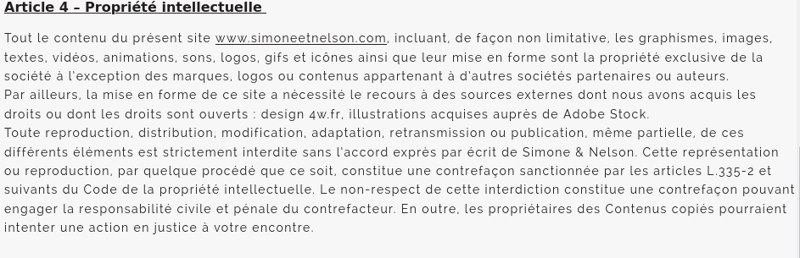 Article 4 – Propriété intellectuelle
Tout le contenu du présent site www.simoneetnelson.com, incluant, de façon non limitative, les graphismes, images,
textes, vidéos, animations, sons, logos, gifs et icônes ainsi que leur mise en forme sont la propriété exclusive de la
société à l'exception des marques, logos ou contenus appartenant à d'autres sociétés partenaires ou auteurs.
Par ailleurs, la mise en forme de ce site a nécessité le recours à des sources externes dont nous avons acquis les
droits ou dont les droits sont ouverts : design 4w.fr, illustrations acquises auprès de Adobe Stock.
Toute reproduction, distribution, modification, adaptation, retransmission ou publication, même partielle, de ces
différents éléments est strictement interdite sans l'accord exprès par écrit de Simone & Nelson. Cette représentation
ou reproduction, par quelque procédé que ce soit, constitue une contrefaçon sanctionnée par les articles L.335-2 et
suivants du Code de la propriété intellectuelle. Le non-respect de cette interdiction constitue une contrefaçon pouvant
engager la responsabilité civile et pénale du contrefacteur. En outre, les propriétaires des Contenus copiés pourraient
intenter une action en justice à votre encontre.